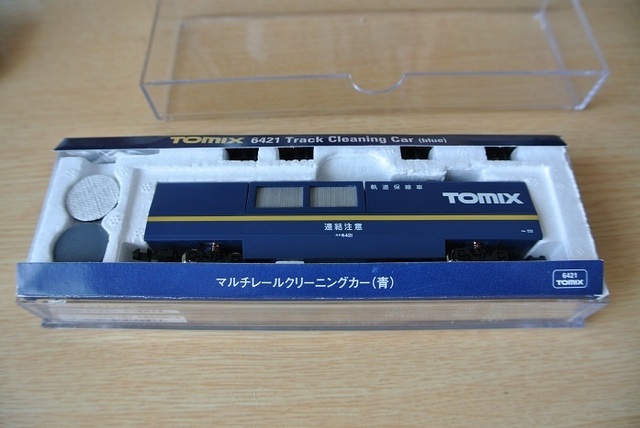 TOMIX 6421 Track Cleaning Car (blue)
軌道保線車
TOMIX
連結注意
6421
マルチレールクリーニングカー(青)
6421
TOMIX